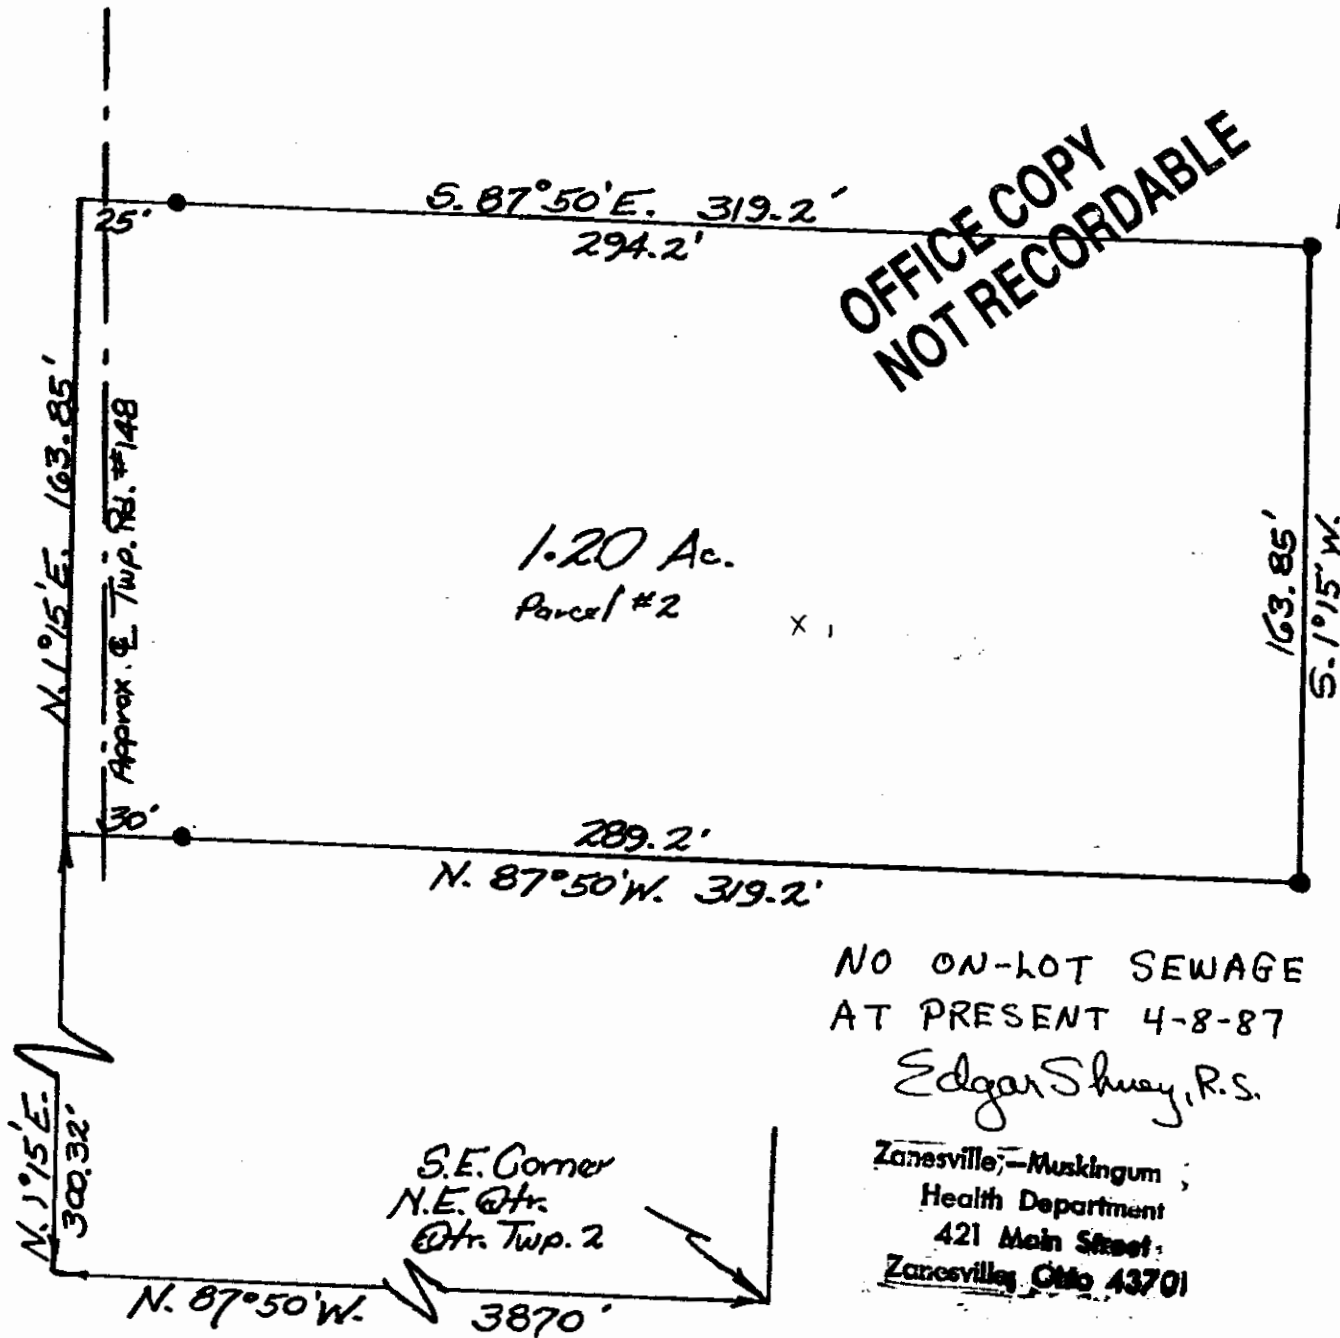 S. 87°50'E. 319.2'
25'
294.2'
OFFICE COPY
NOT RECORDABLE
N. 1°15'E. 163.85'
Approx. ℄ Twp. Rd. #148
1.20 Ac.
Parcel #2
X
163.85'
S. 1°15' W.
30'
289.2'
N. 87°50'W. 319.2'
NO ON-LOT SEWAGE
AT PRESENT 4-8-87
Edgar Shuey, R.S.
N. 1°15'E.
300.32'
S.E. Corner
N.E. Qtr.
Qtr. Twp. 2
Zanesville-Muskingum
Health Department
421 Main Street
Zanesville, Ohio 43701
N. 87°50'W. 3870'